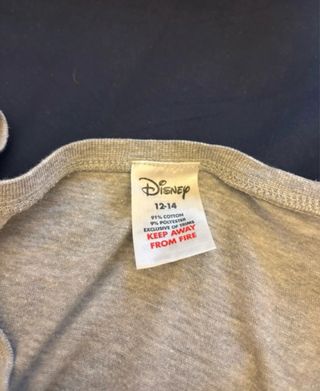 Disney
12-14
91% COTTON
9% POLYESTER
EXCLUSIVE OF TRIMS
KEEP AWAY
FROM FIRE